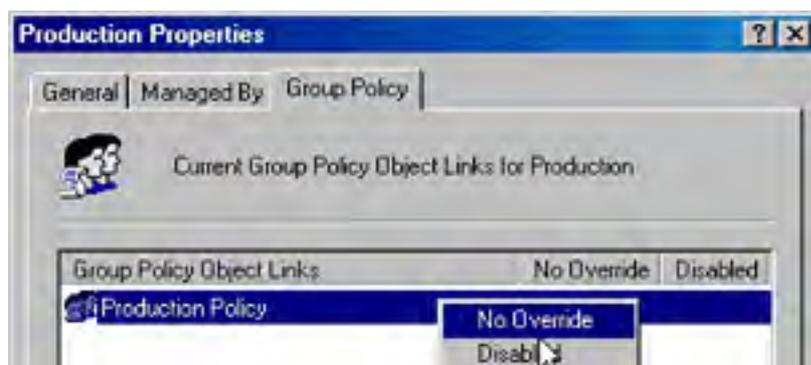 Production Properties
General Managed By Group Policy
Current Group Policy Object Links for Production
Group Policy Object Links No Override Disabled
Production Policy
No Override
Disabled